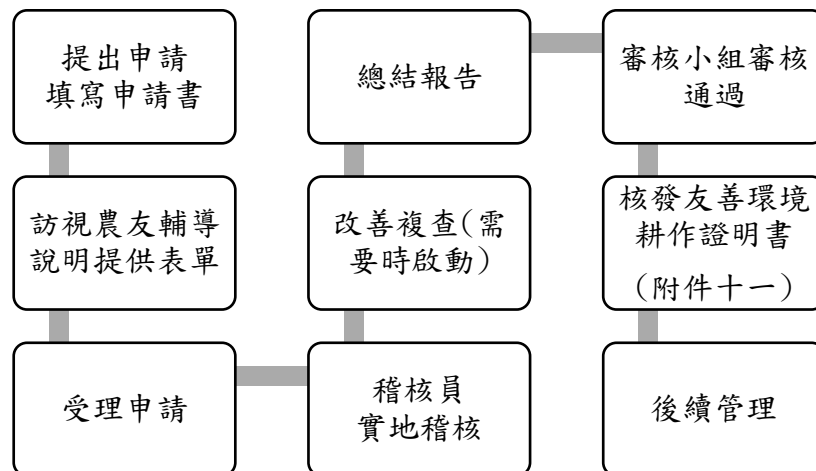 提出申請
填寫申請書
訪視農友輔導
說明提供表單
受理申請
稽核員
實地稽核
改善複查(需
要時啟動)
總結報告
審核小組審核
通過
核發友善環境
耕作證明書
(附件十一)
後續管理